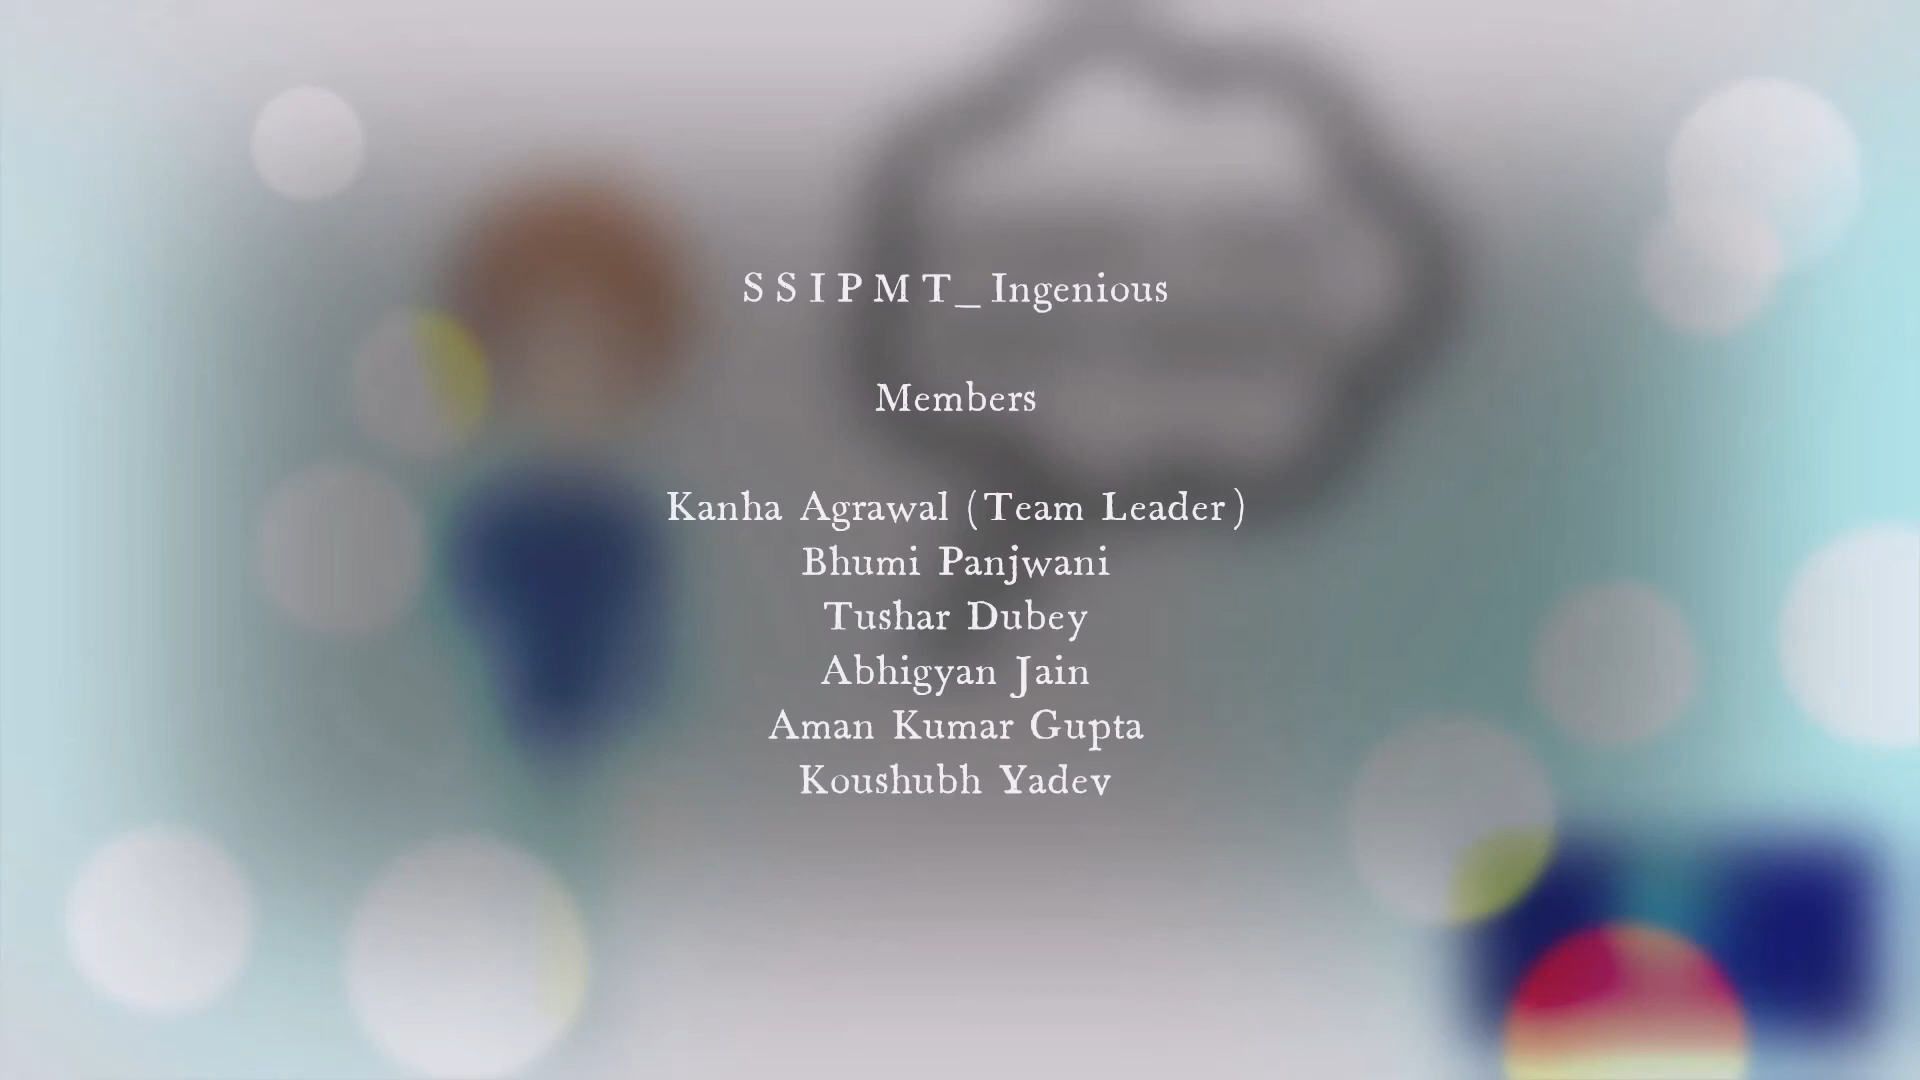 SSIPMT_Ingenious
Members
Kanha Agrawal (Team Leader)
Bhumi Panjwani
Tushar Dubey
Abhigyan Jain
Aman Kumar Gupta
Koushubh Yadev